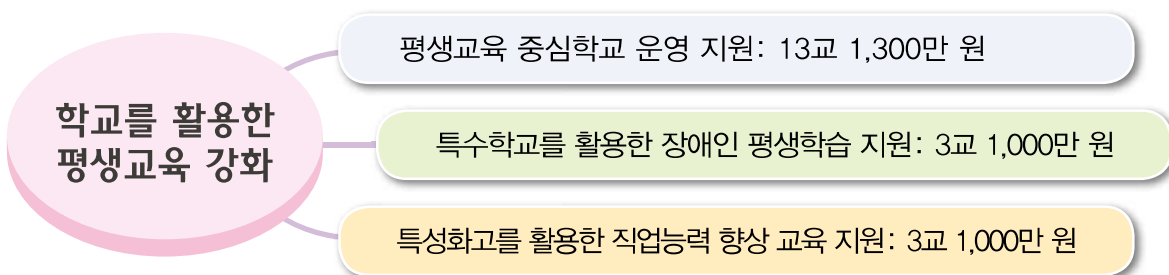 학교를 활용한
평생교육 강화
평생교육 중심학교 운영 지원: 13교 1,300만 원
특수학교를 활용한 장애인 평생학습 지원: 3교 1,000만 원
특성화고를 활용한 직업능력 향상 교육 지원: 3교 1,000만 원